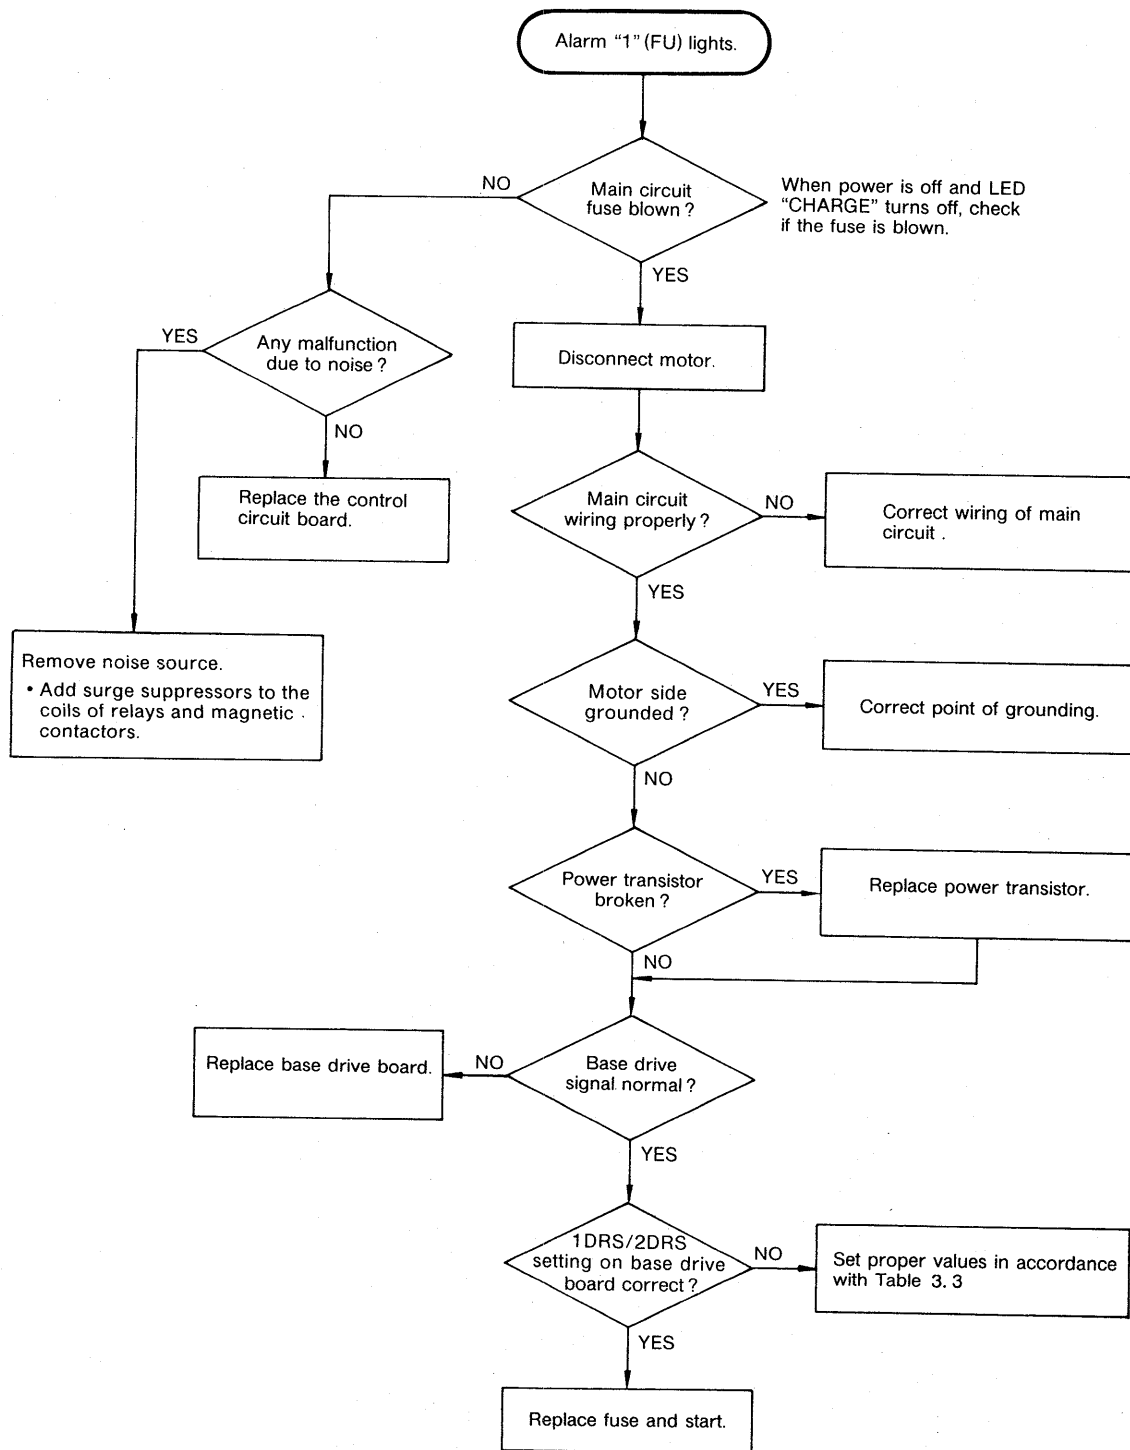 Alarm "1" (FU) lights.
NO
Main circuit
fuse blown ?
When power is off and LED
"CHARGE" turns off, check
if the fuse is blown.
YES
YES
Any malfunction
due to noise ?
Disconnect motor.
NO
Replace the control
circuit board.
Main circuit
wiring properly ?
NO
Correct wiring of main
circuit .
YES
Remove noise source.
• Add surge suppressors to the
coils of relays and magnetic
contactors.
Motor side
grounded ?
YES
Correct point of grounding.
NO
Power transistor
broken ?
YES
Replace power transistor.
NO
Replace base drive board.
NO
Base drive
signal normal ?
YES
1DRS/2DRS
setting on base drive
board correct ?
NO
Set proper values in accordance
with Table 3.3
YES
Replace fuse and start.